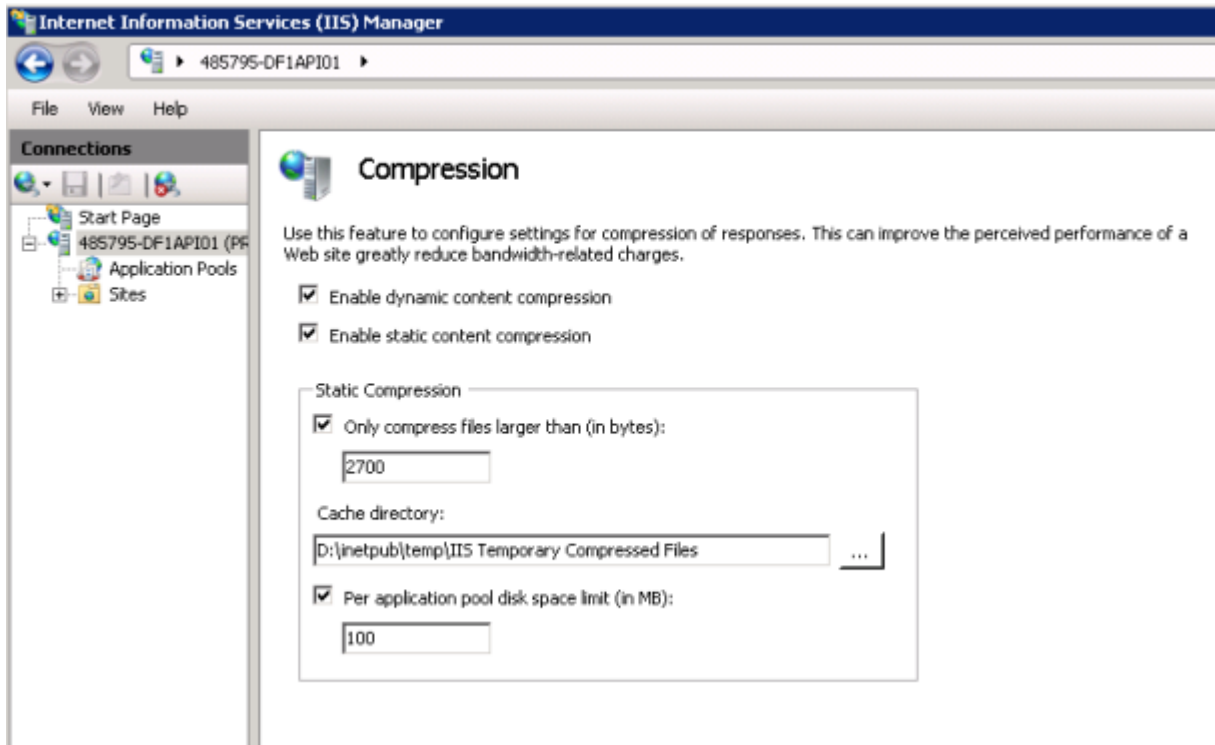 Internet Information Services (IIS) Manager
485795-DF1API01
File View Help
Connections
Start Page
485795-DF1API01 (PR
Application Pools
Sites
Compression
Use this feature to configure settings for compression of responses. This can improve the perceived performance of a
Web site greatly reduce bandwidth-related charges.
Enable dynamic content compression
Enable static content compression
Static Compression
Only compress files larger than (in bytes):
2700
Cache directory:
D:\inetpub\temp\IIS Temporary Compressed Files
...
Per application pool disk space limit (in MB):
100